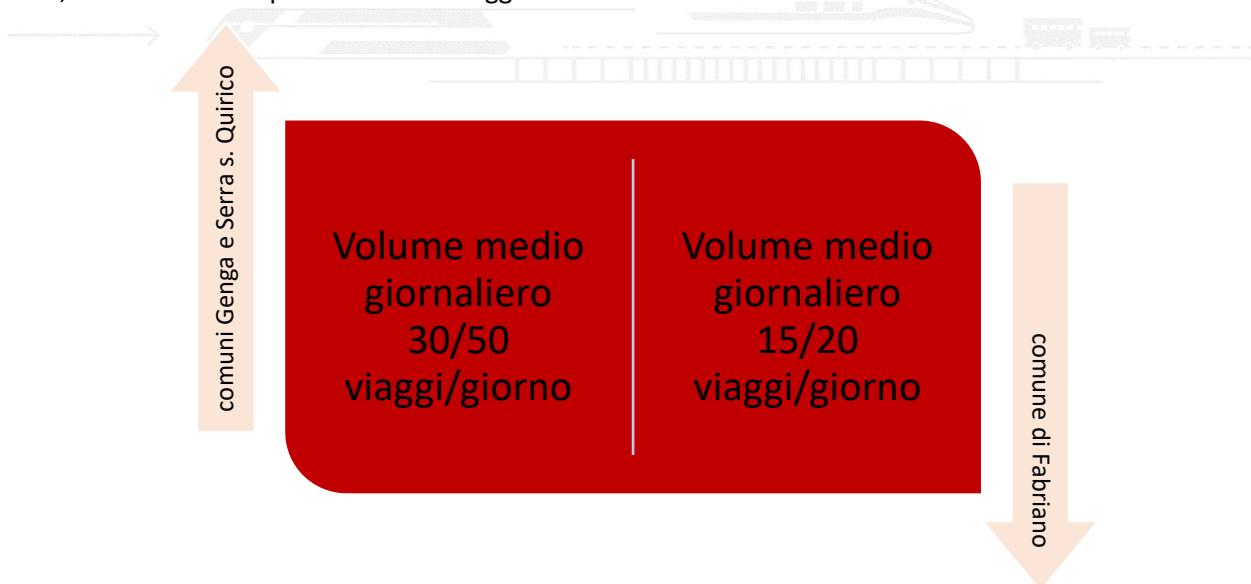 comuni Genga e Serra s. Quirico
Volume medio
giornaliero
30/50
viaggi/giorno
Volume medio
giornaliero
15/20
viaggi/giorno
comune di Fabriano